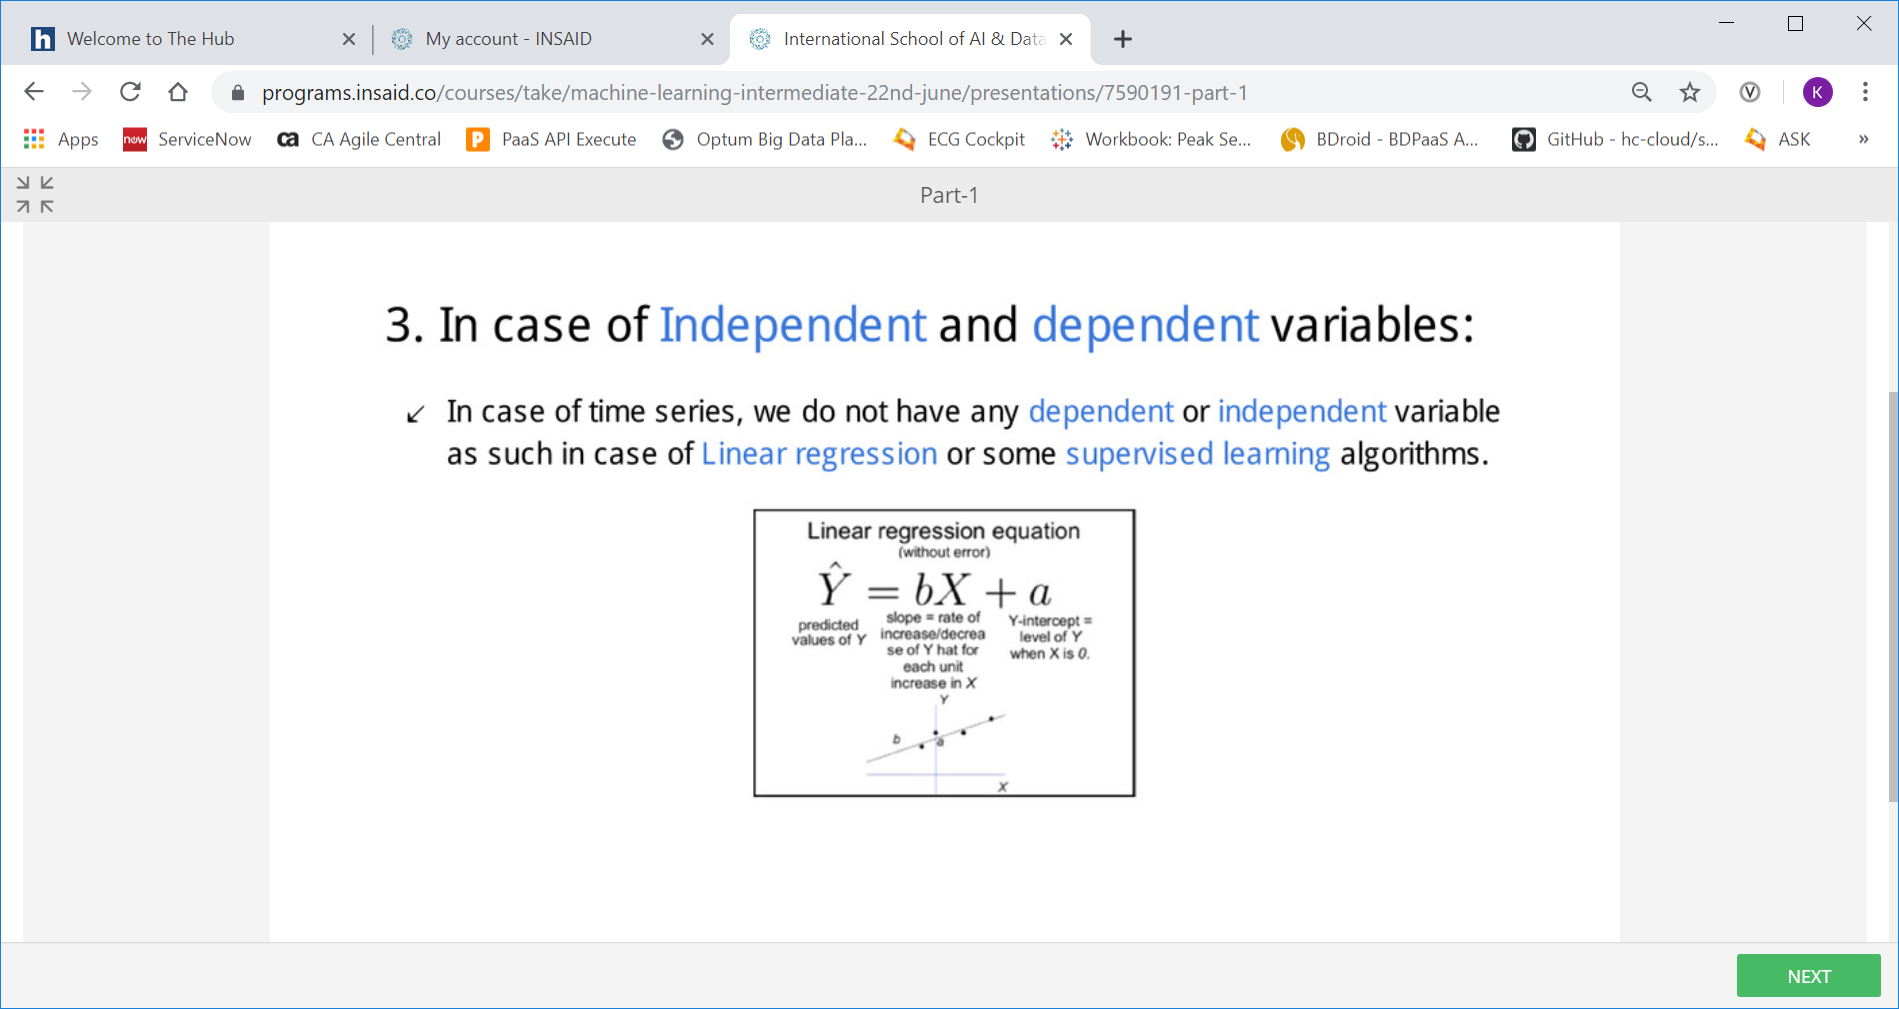 Welcome to The Hub
My account - INSAID
International School of AI & Data
programs.insaid.co/courses/take/machine-learning-intermediate-22nd-june/presentations/7590191-part-1
K
Apps
now ServiceNow
ca CA Agile Central
P PaaS API Execute
Optum Big Data Pla...
ECG Cockpit
Workbook: Peak Se...
BDroid - BDPaaS A...
GitHub - hc-cloud/s...
ASK
»
Part-1
3. In case of Independent and dependent variables:
In case of time series, we do not have any dependent or independent variable
as such in case of Linear regression or some supervised learning algorithms.
Linear regression equation
(without error)
Ŷ = bX + a
predicted
values of Y
slope = rate of
increase/decrea
se of Y hat for
each unit
increase in X
Y-intercept =
level of Y
when X is 0.
Y
b
a
X
NEXT